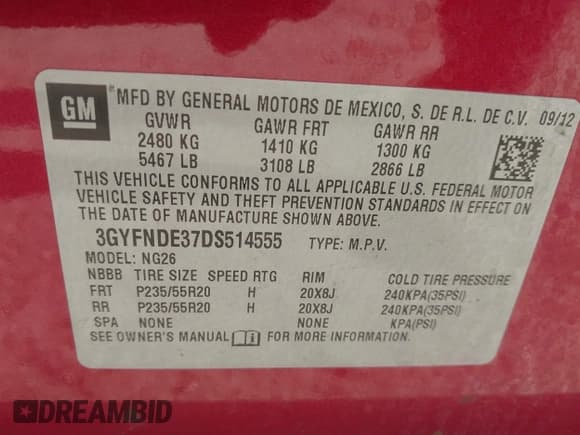 GM MFD BY GENERAL MOTORS DE MEXICO, S. DE R.L. DE C.V. 09/12
GVWR GAWR FRT GAWR RR
2480 KG 1410 KG 1300 KG
5467 LB 3108 LB 2866 LB
THIS VEHICLE CONFORMS TO ALL APPLICABLE U.S. FEDERAL MOTOR
VEHICLE SAFETY AND THEFT PREVENTION STANDARDS IN EFFECT ON
THE DATE OF MANUFACTURE SHOWN ABOVE.
3GYFNDE37DS514555 TYPE: M.P.V.
MODEL: NG26
NBBB TIRE SIZE SPEED RTG RIM COLD TIRE PRESSURE
FRT P235/55R20 H 20X8J 240KPA(35PSI)
RR P235/55R20 H 20X8J 240KPA(35PSI)
SPA NONE NONE KPA(PSI)
SEE OWNER'S MANUAL FOR MORE INFORMATION.
DREAMBID